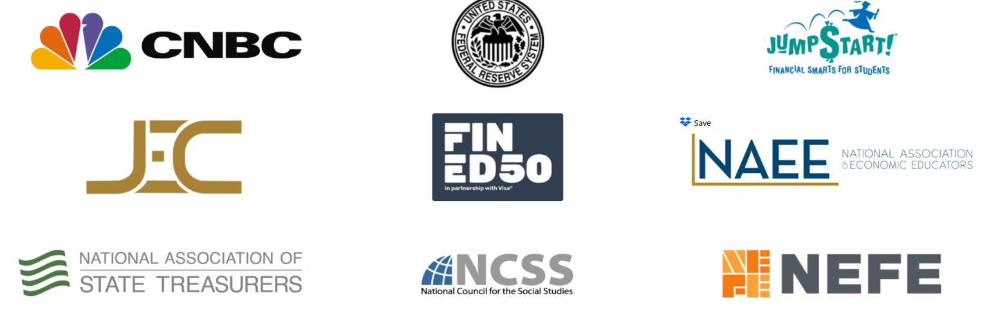 CNBC
UNITED STATES
FEDERAL RESERVE SYSTEM
JUMP$TART!®
FINANCIAL SMARTS FOR STUDENTS
JEC
FIN
ED50
in partnership with Visa®
Save
NAEE
NATIONAL ASSOCIATION
OF ECONOMIC EDUCATORS
NATIONAL ASSOCIATION OF
STATE TREASURERS
NCSS
National Council for the Social Studies
NE
FE
NEFE